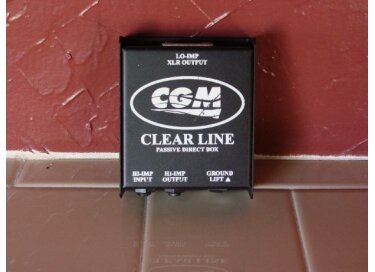 LO-IMP
XLR OUTPUT
CGM
CLEAR LINE
PASSIVE DIRECT BOX
HI-IMP HI-IMP GROUND
INPUT OUTPUT LIFT ▲